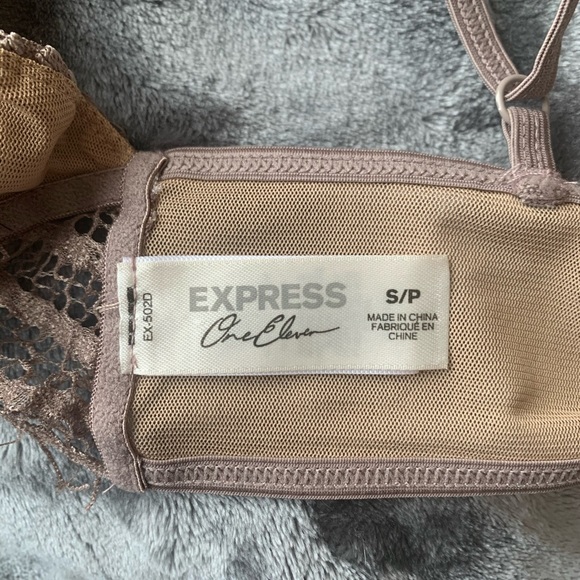 EXPRESS
One Eleven
S/P
MADE IN CHINA
FABRIQUÉ EN
CHINE
EX-502D